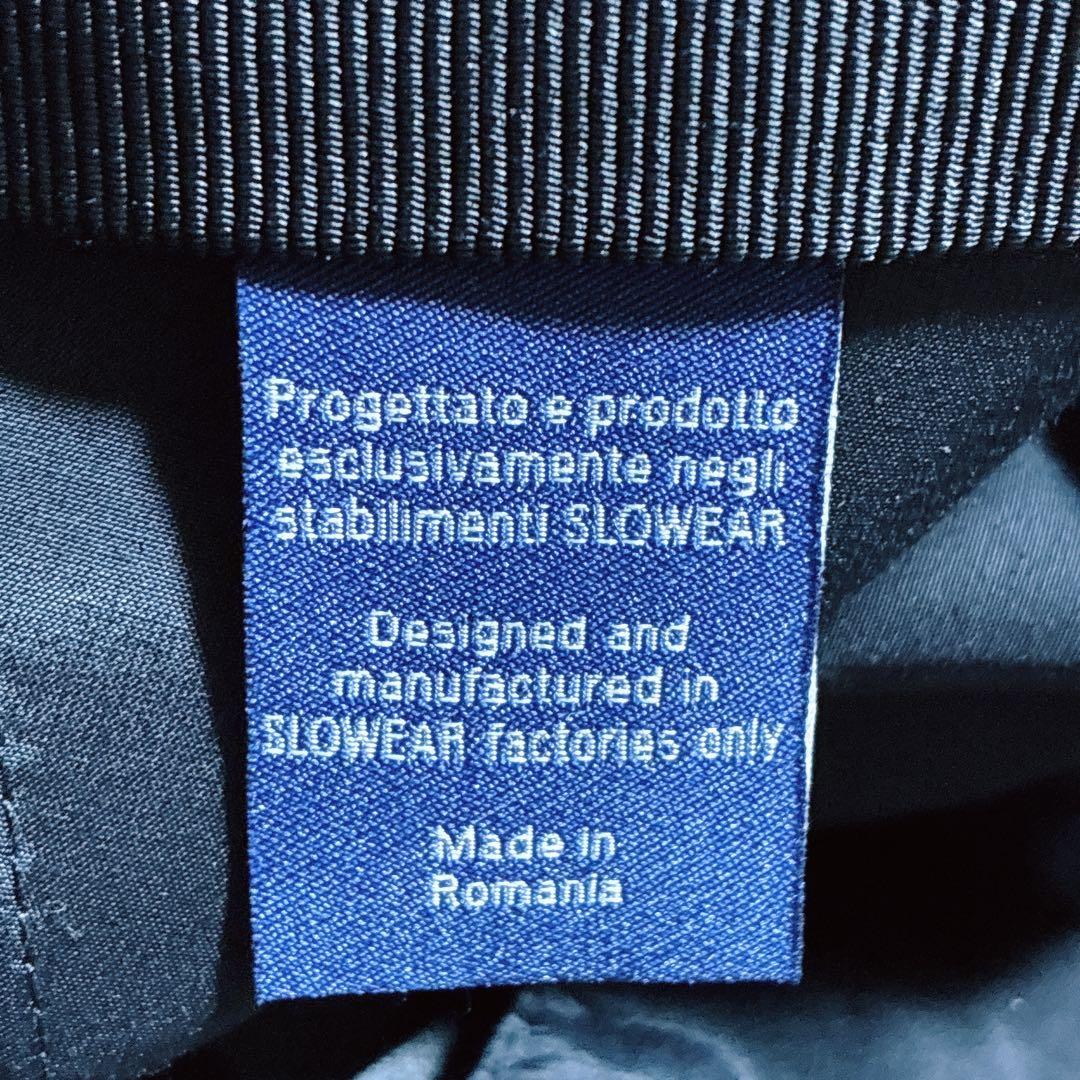 Progettato e prodotto
esclusivamente negli
stabilimenti SLOWEAR
Designed and
manufactured in
SLOWEAR factories only
Made in
Romania